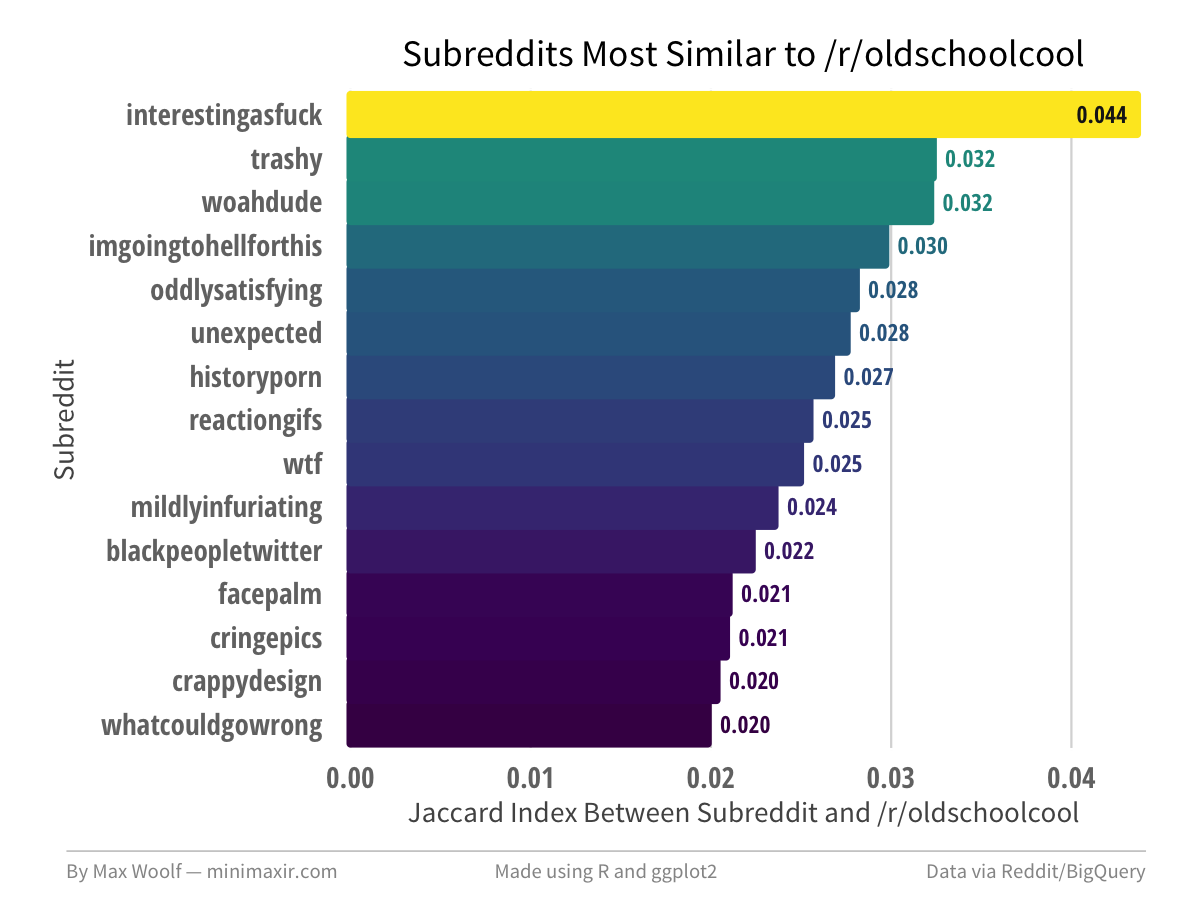 Subreddits Most Similar to /r/oldschoolcool
interestingasfuck 0.044
trashy 0.032
woahdude 0.032
imgoingtohellforthis 0.030
oddlysatisfying 0.028
unexpected 0.028
historyporn 0.027
reactiongifs 0.025
wtf 0.025
mildlyinfuriating 0.024
blackpeopletwitter 0.022
facepalm 0.021
cringepics 0.021
crappydesign 0.020
whatcouldgowrong 0.020
Subreddit
0.00 0.01 0.02 0.03 0.04
Jaccard Index Between Subreddit and /r/oldschoolcool
By Max Woolf — minimaxir.com Made using R and ggplot2 Data via Reddit/BigQuery